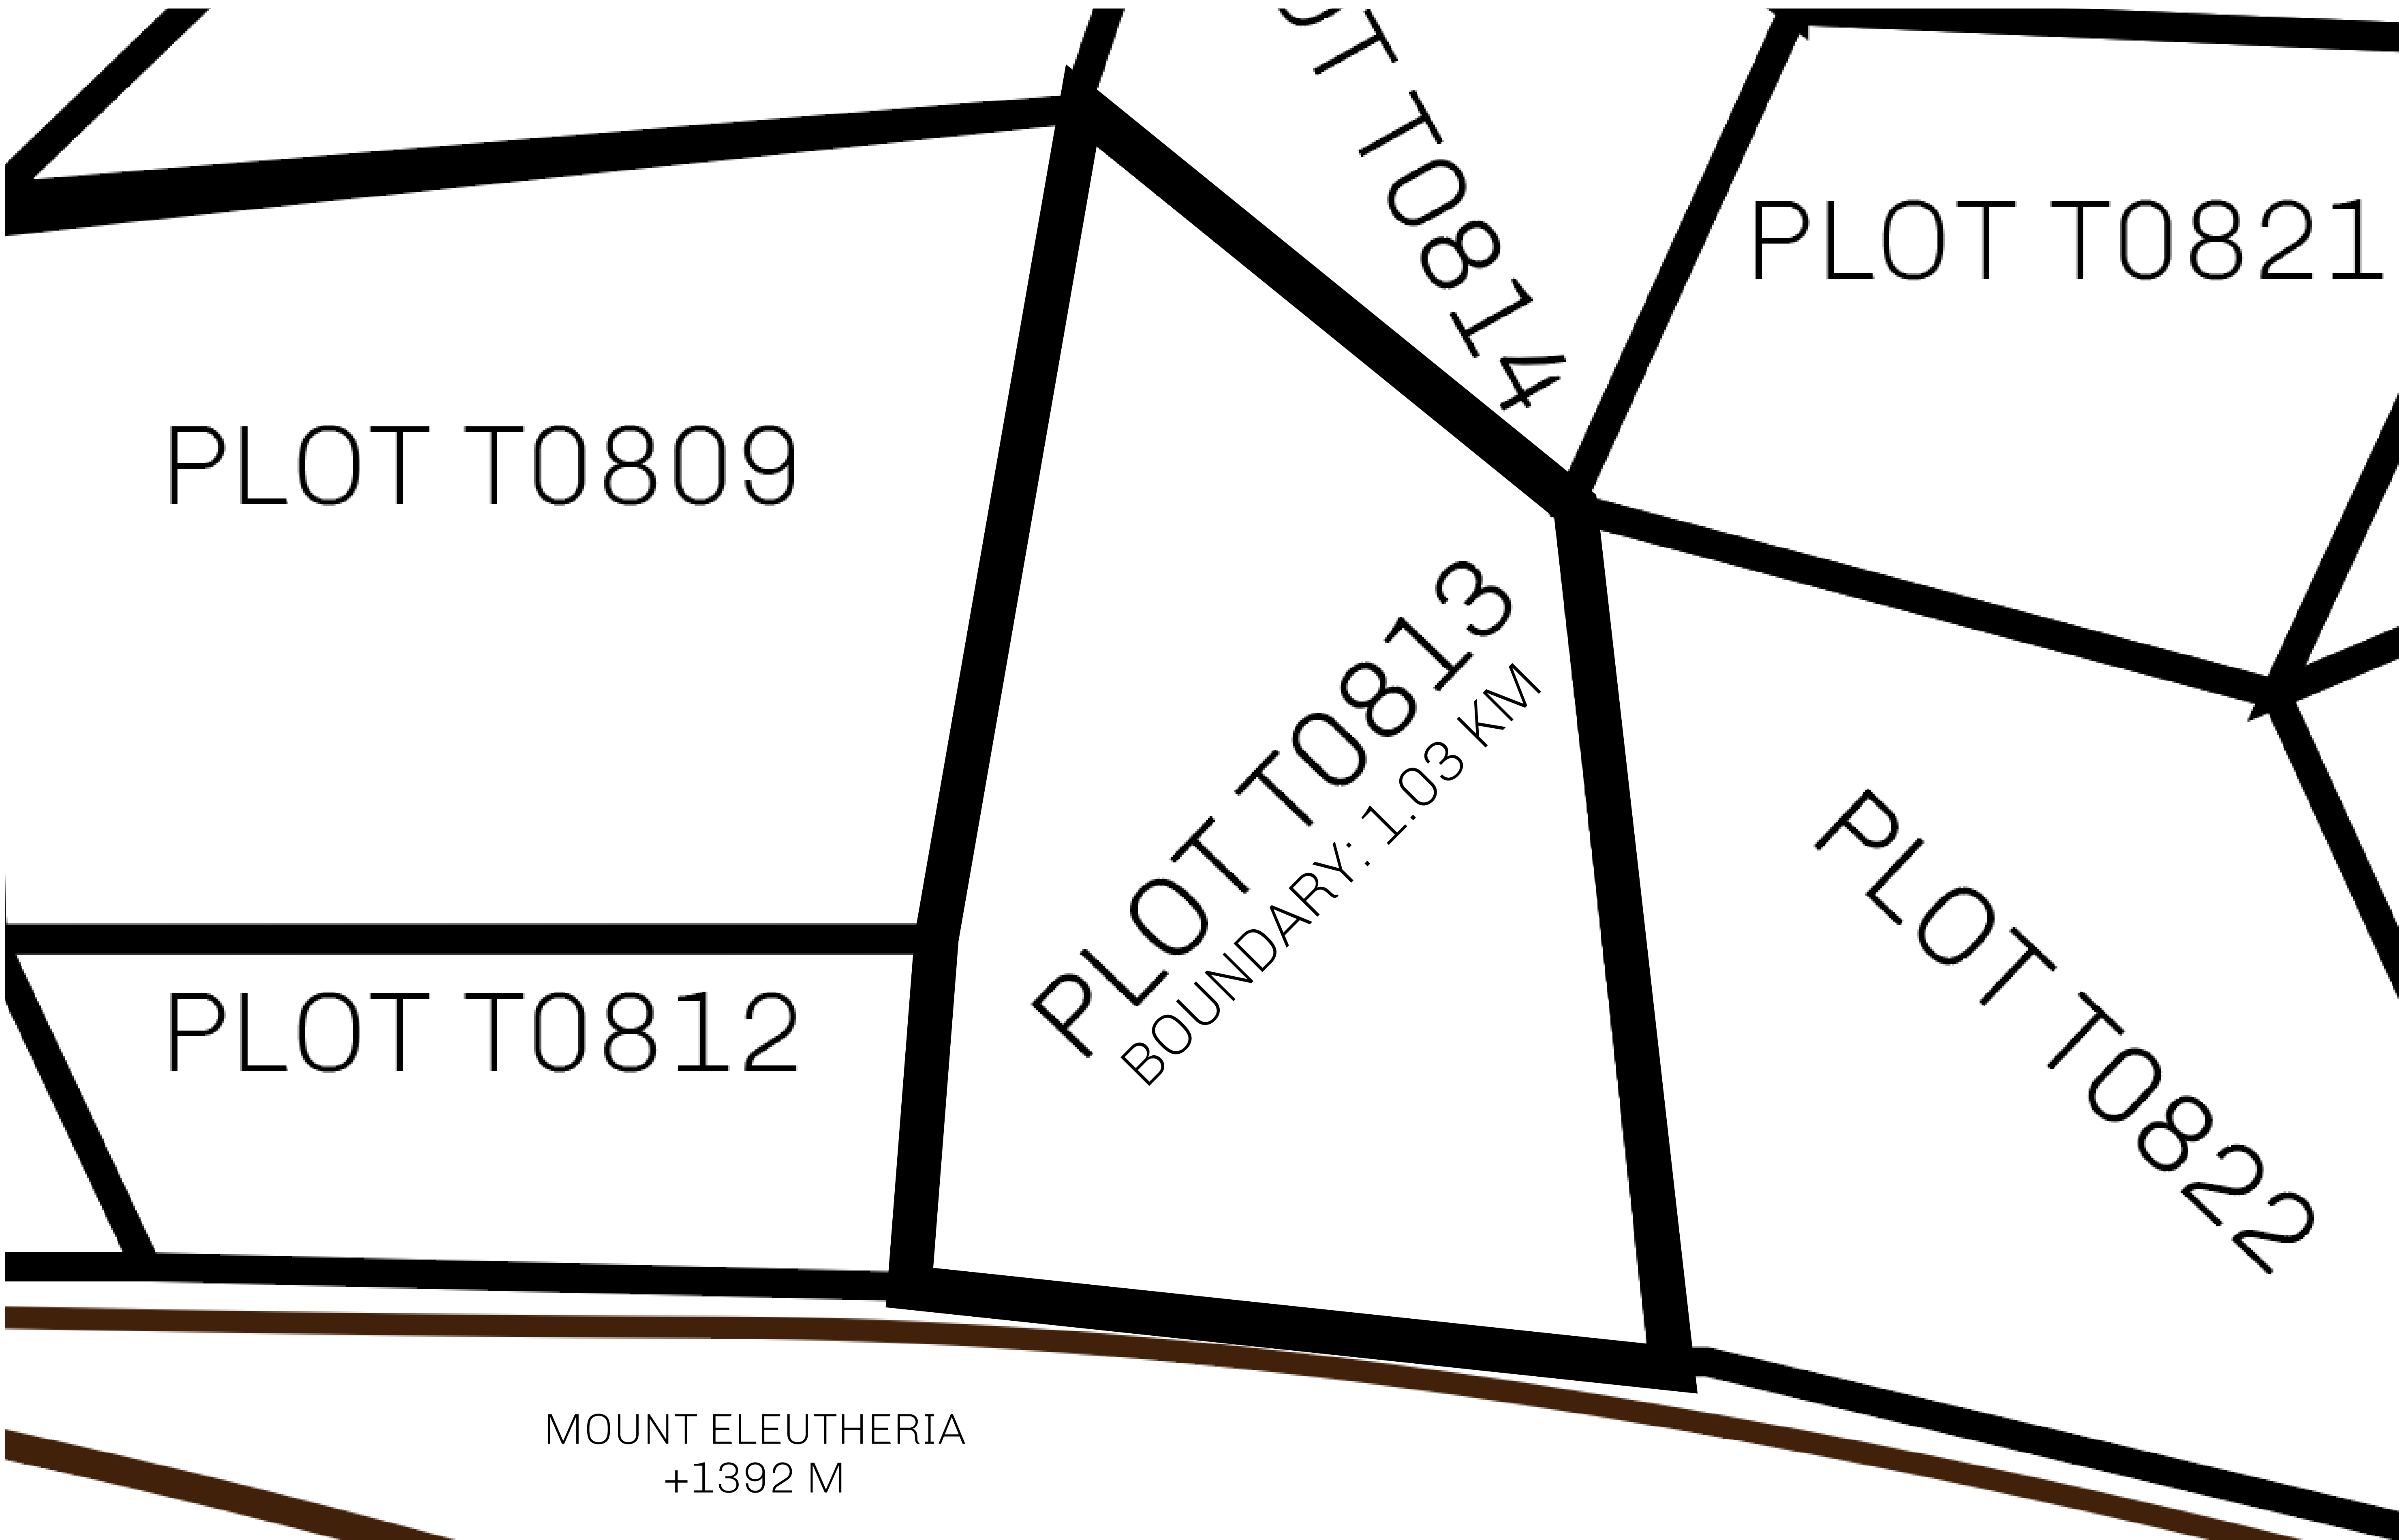 T T0814
PLOT T0821
PLOT T0809
PLOT T0813
BOUNDARY: 1.03 KM
PLOT T0822
PLOT T0812
MOUNT ELEUTHERIA
+1392 M